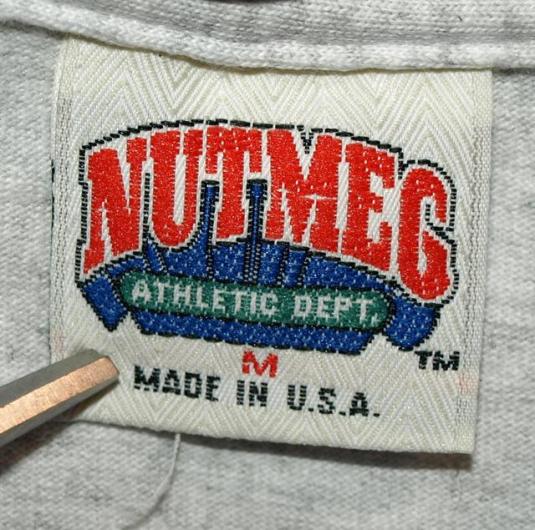 NUTMEG
ATHLETIC DEPT.
TM
M
MADE IN U.S.A.